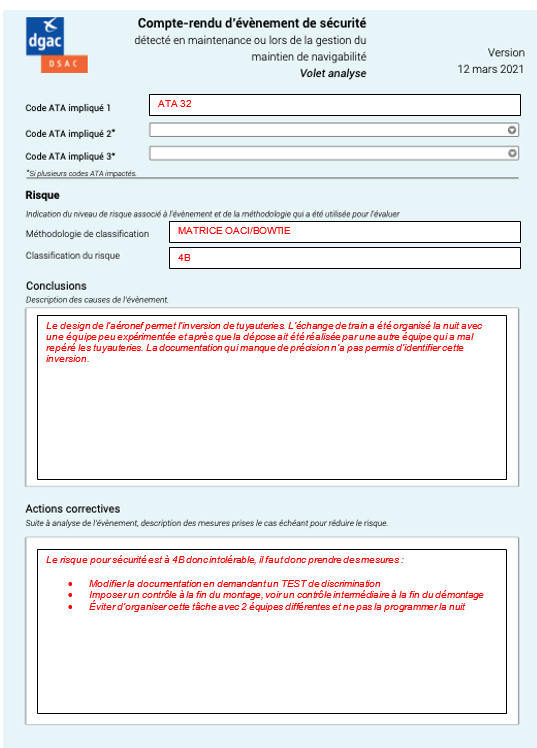 dgac
DSAC
Compte-rendu d'évènement de sécurité
détecté en maintenance ou lors de la gestion du
maintien de navigabilité
Volet analyse
Version
12 mars 2021
Code ATA impliqué 1
ATA 32
Code ATA impliqué 2*
Code ATA impliqué 3*
*Si plusieurs codes ATA impactés.
Risque
Indication du niveau de risque associé à l'évènement et de la méthodologie qui a été utilisée pour l'évaluer
Méthodologie de classification
MATRICE OACI/BOWTIE
Classification du risque
4B
Conclusions
Description des causes de l'évènement.
Le design de l'aéronef permet l'inversion de tuyauteries. L'échange de train a été organisé la nuit avec
une équipe peu expérimentée et après que la dépose ait été réalisée par une autre équipe qui a mal
repéré les tuyauteries. La documentation qui manque de précision n'a pas permis d'identifier cette
inversion.
Actions correctives
Suite à analyse de l'évènement, description des mesures prises le cas échéant pour réduire le risque.
Le risque pour sécurité est à 4B donc intolérable, il faut donc prendre des mesures :
• Modifier la documentation en demandant un TEST de discrimination
• Imposer un contrôle à la fin du montage, voir un contrôle intermédiaire à la fin du démontage
• Éviter d'organiser cette tâche avec 2 équipes différentes et ne pas la programmer la nuit